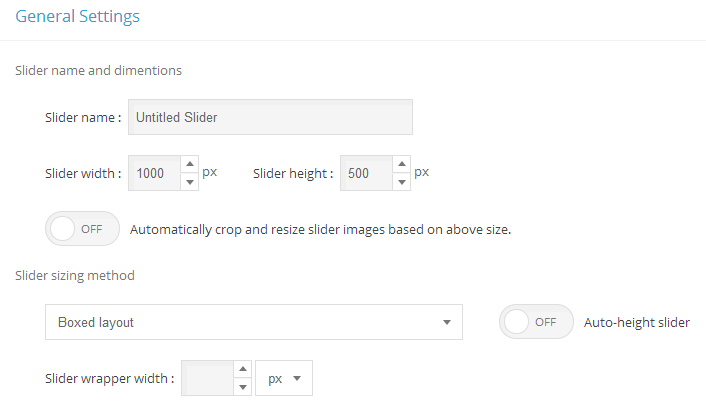 General Settings
Slider name and dimentions
Slider name : Untitled Slider
Slider width : 1000 px Slider height : 500 px
OFF Automatically crop and resize slider images based on above size.
Slider sizing method
Boxed layout OFF Auto-height slider
Slider wrapper width : px